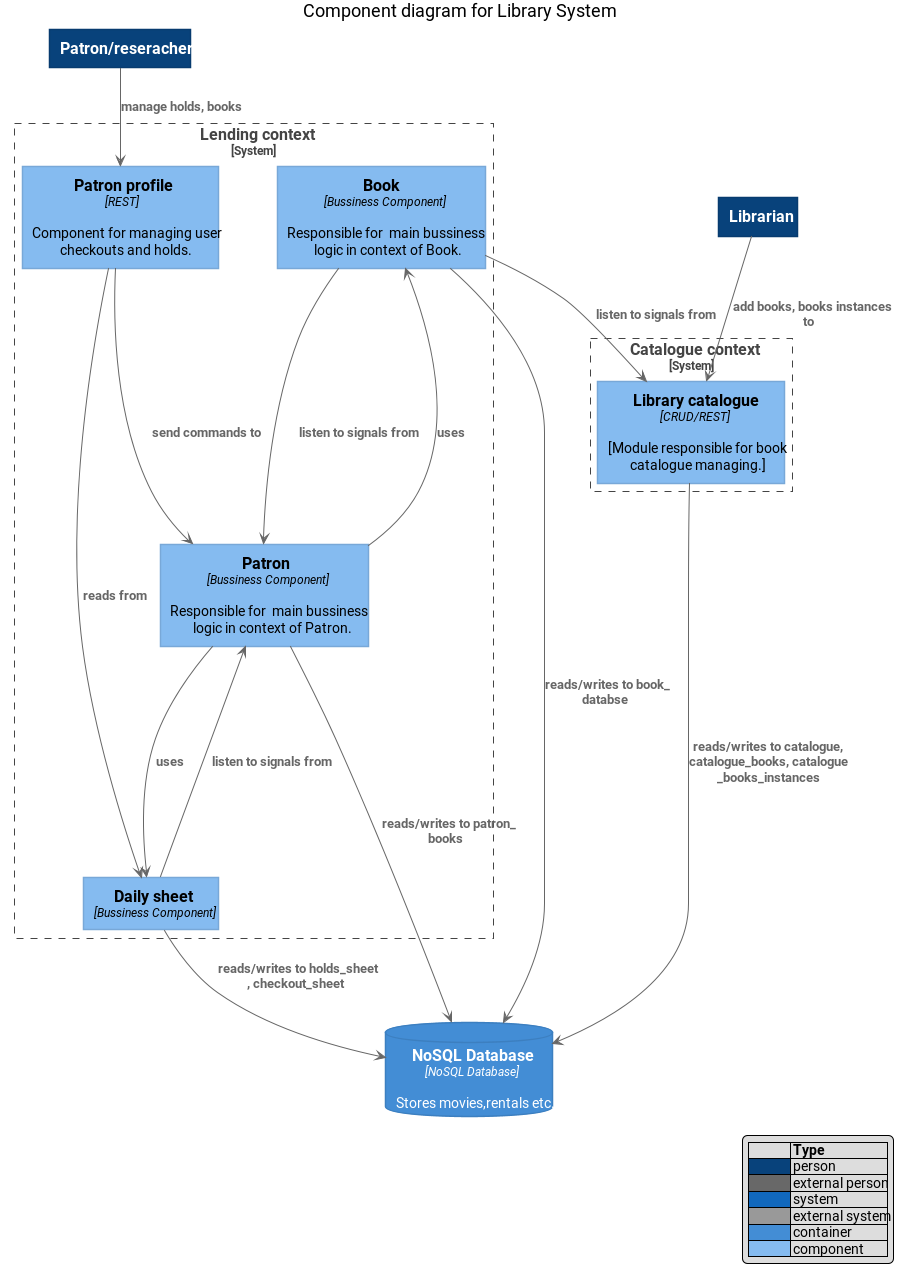 Component diagram for Library System
Patron/reseracher
manage holds, books
Lending context
[System]
Patron profile
[REST]
Component for managing user
checkouts and holds.
Book
[Bussiness Component]
Responsible for  main bussiness
logic in context of Book.
Librarian
listen to signals from
add books, books instances
to
Catalogue context
[System]
Library catalogue
[CRUD/REST]
[Module responsible for book
catalogue managing.]
send commands to
listen to signals from
uses
Patron
[Bussiness Component]
Responsible for  main bussiness
logic in context of Patron.
reads from
reads/writes to book_
databse
uses
listen to signals from
reads/writes to catalogue,
catalogue_books, catalogue
_books_instances
reads/writes to patron_
books
Daily sheet
[Bussiness Component]
reads/writes to holds_sheet
, checkout_sheet
NoSQL Database
[NoSQL Database]
Stores movies,rentals etc.
Type
person
external person
system
external system
container
component